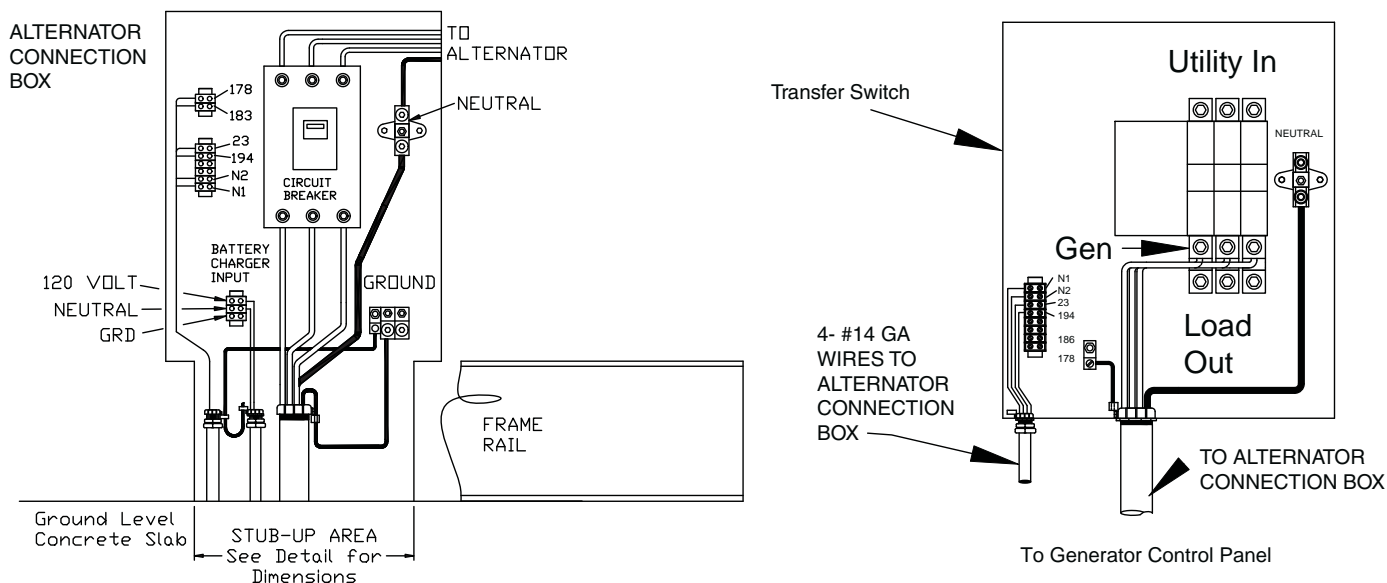 ALTERNATOR
CONNECTION
BOX
TO
ALTERNATOR
NEUTRAL
178
183
23
194
N2
N1
CIRCUIT
BREAKER
BATTERY
CHARGER
INPUT
120 VOLT
NEUTRAL
GRD
GROUND
FRAME
RAIL
Ground Level
Concrete Slab
STUB-UP AREA
See Detail for
Dimensions
Transfer Switch
Utility In
NEUTRAL
Gen
N1
N2
23
194
186
178
Load
Out
4- #14 GA
WIRES TO
ALTERNATOR
CONNECTION
BOX
TO ALTERNATOR
CONNECTION BOX
To Generator Control Panel